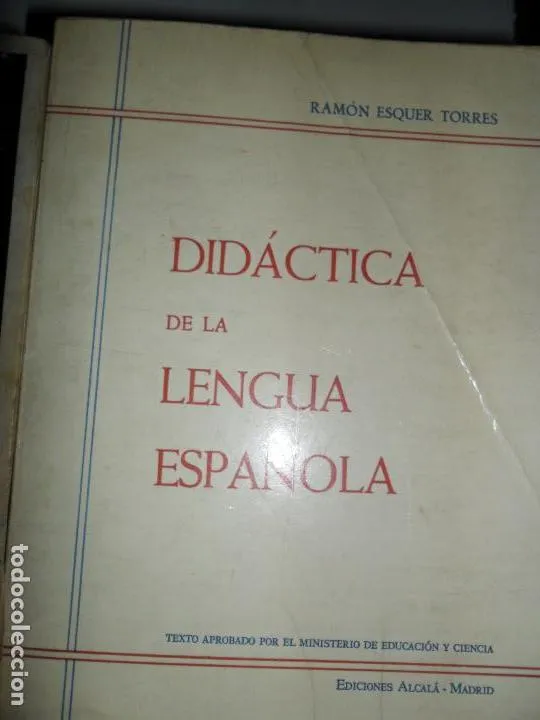 RAMÓN ESQUER TORRES
DIDÁCTICA
DE LA
LENGUA
ESPAÑOLA
TEXTO APROBADO POR EL MINISTERIO DE EDUCACIÓN Y CIENCIA
EDICIONES ALCALÁ - MADRID
todocoleccion